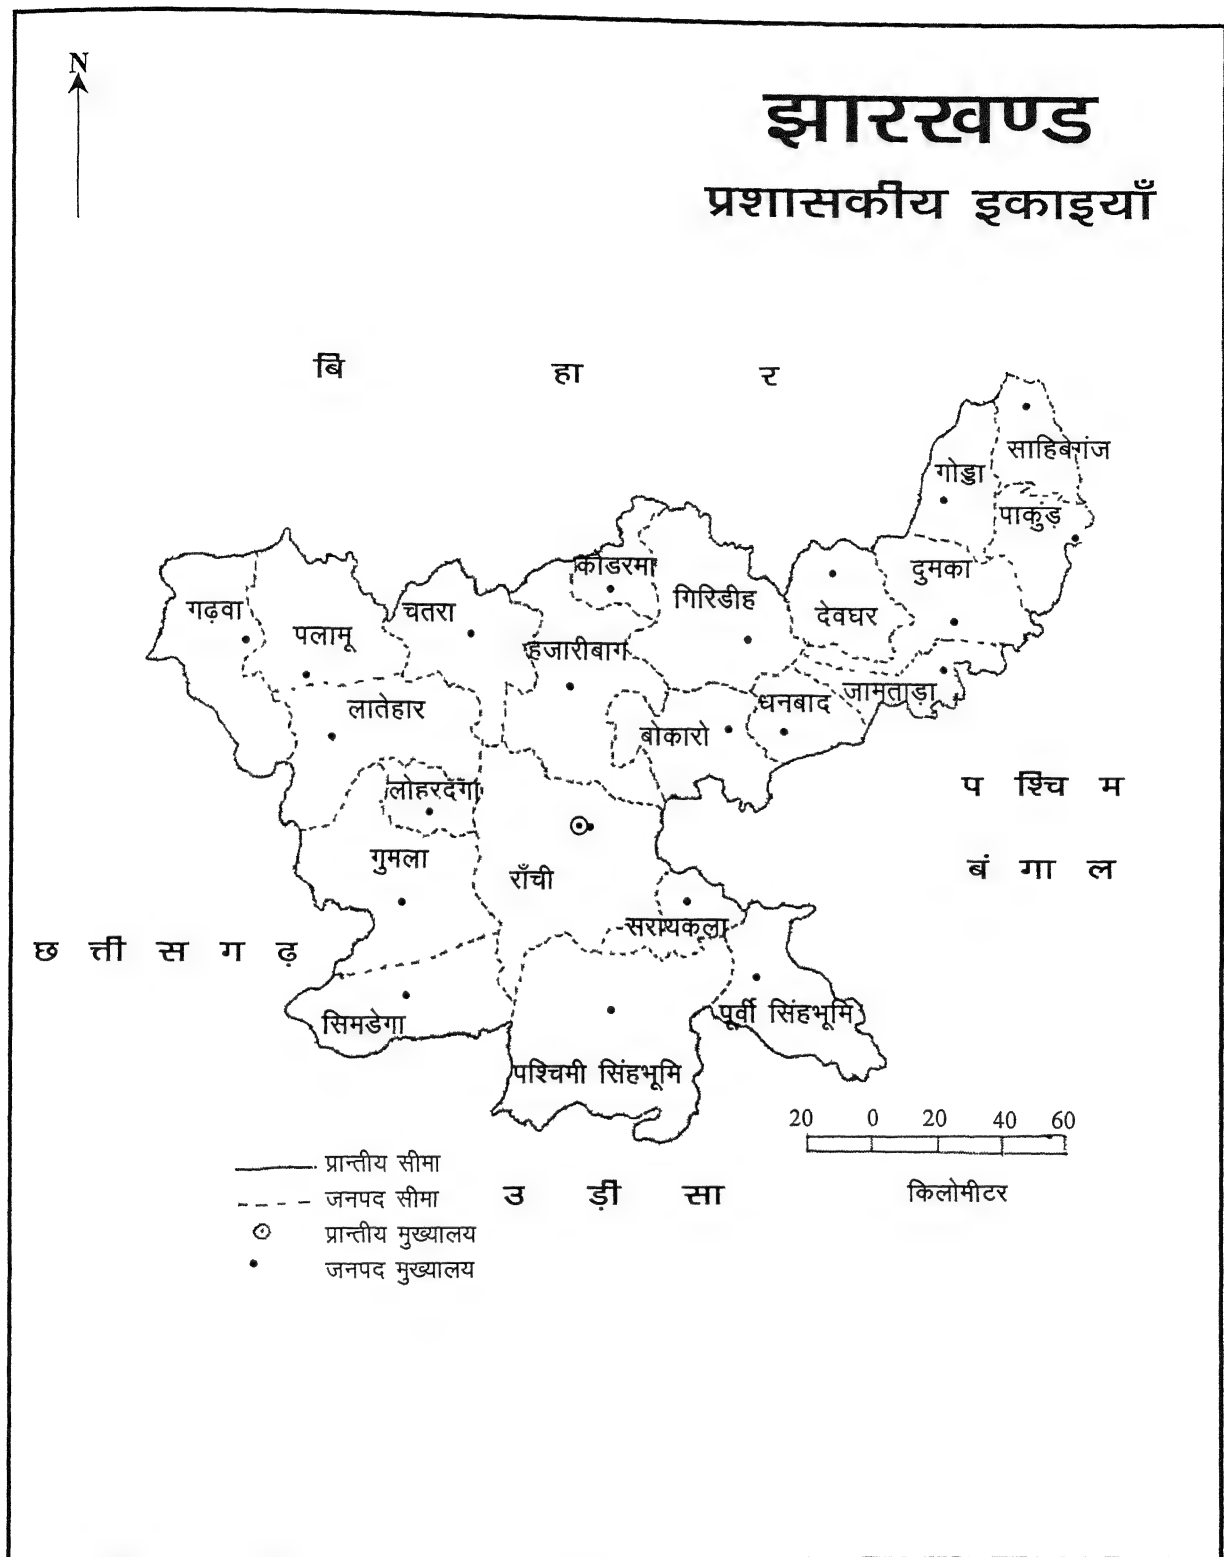 N
झारखण्ड
प्रशासकीय इकाइयाँ
बि हा र
साहिबगंज
गोड्डा
पाकुंड़
कोडरमा
दुमका
गिरिडीह
गढ़वा
चतरा
देवघर
पलामू
हजारीबाग
जामताड़ा
धनबाद
लातेहार
बोकारो
प श्चि म
लोहरदगा
गुमला
बं गा ल
राँची
सरायकला
छ त्ती स ग ढ़
सिमडेगा
पूर्वी सिंहभूमि
पश्चिमी सिंहभूमि
20 0 20 40 60
किलोमीटर
प्रान्तीय सीमा
जनपद सीमा
उ ड़ी सा
प्रान्तीय मुख्यालय
जनपद मुख्यालय